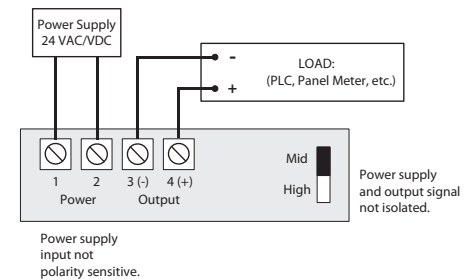 Power Supply
24 VAC/VDC
-
+
LOAD:
(PLC, Panel Meter, etc.)
1
2
3 (-)
4 (+)
Power
Output
Mid
High
Power supply
and output signal
not isolated.
Power supply
input not
polarity sensitive.